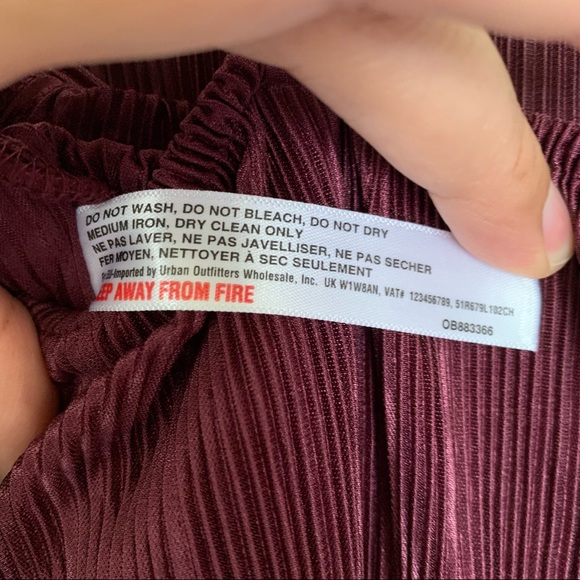 DO NOT WASH, DO NOT BLEACH, DO NOT DRY
MEDIUM IRON, DRY CLEAN ONLY
NE PAS LAVER, NE PAS JAVELLISER, NE PAS SECHER
FER MOYEN, NETTOYER À SEC SEULEMENT
Imported by Urban Outfitters Wholesale, Inc. UK W1W8AN, VAT# 123456789, 51R679L102CH
EEP AWAY FROM FIRE
OB883366